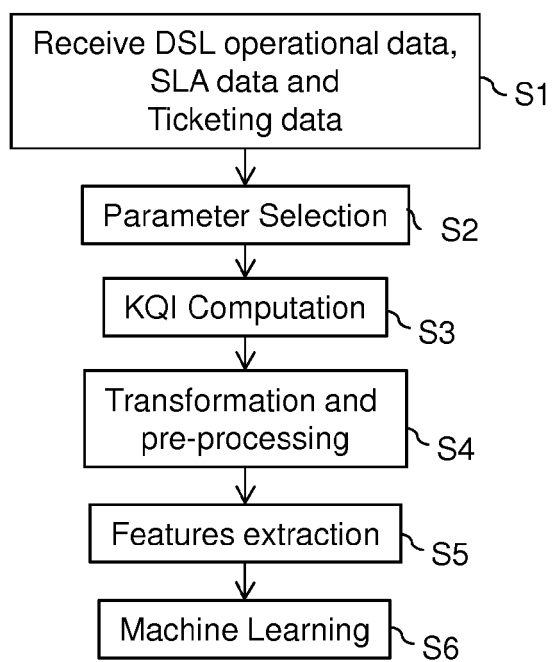 Receive DSL operational data,
SLA data and
Ticketing data
S1
Parameter Selection
S2
KQI Computation
S3
Transformation and
pre-processing
S4
Features extraction
S5
Machine Learning
S6